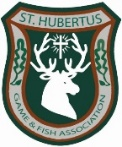 ST. HUBERTUS
GAME & FISH ASSOCIATION